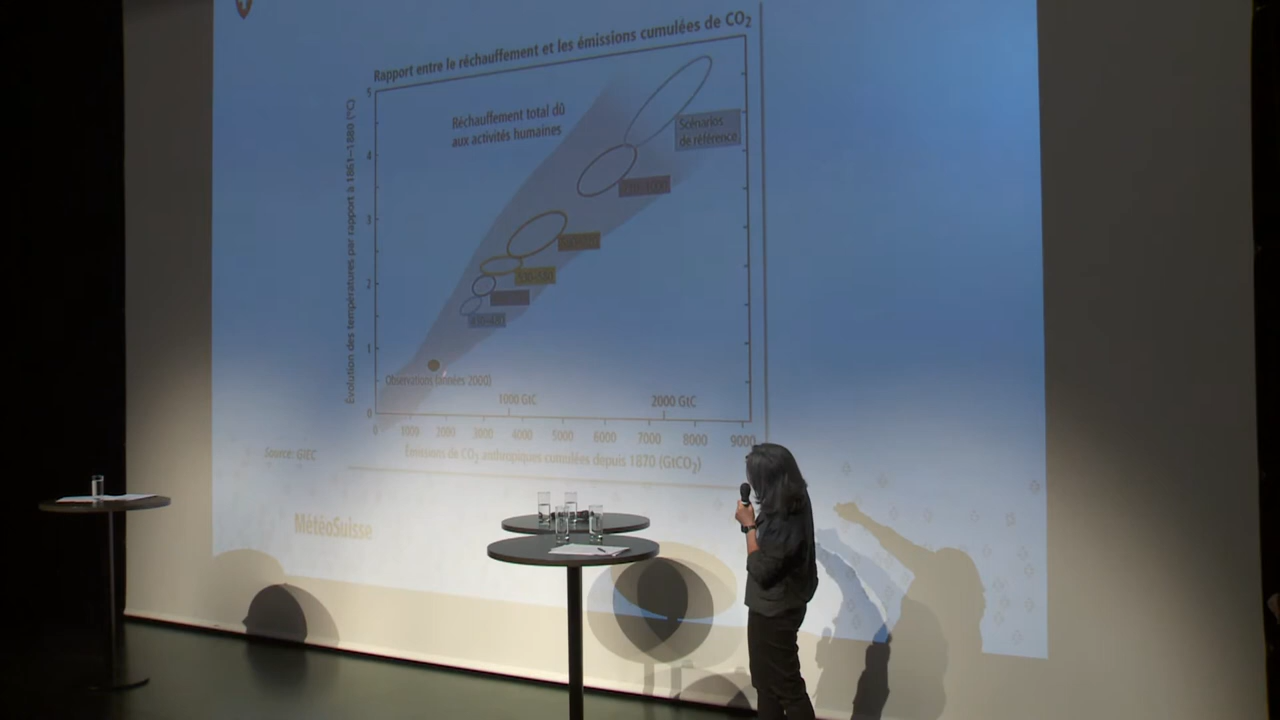 Rapport entre le réchauffement et les émissions cumulées de CO2
Évolution des températures par rapport à 1861–1880 (°C)
5
4
3
2
1
0
Réchauffement total dû
aux activités humaines
Scénarios
de référence
Observations (années 2000)
1000 GtC
2000 GtC
0 1000 2000 3000 4000 5000 6000 7000 8000 9000
Émissions de CO2 anthropiques cumulées depuis 1870 (GtCO2)
Source: GIEC
MétéoSuisse